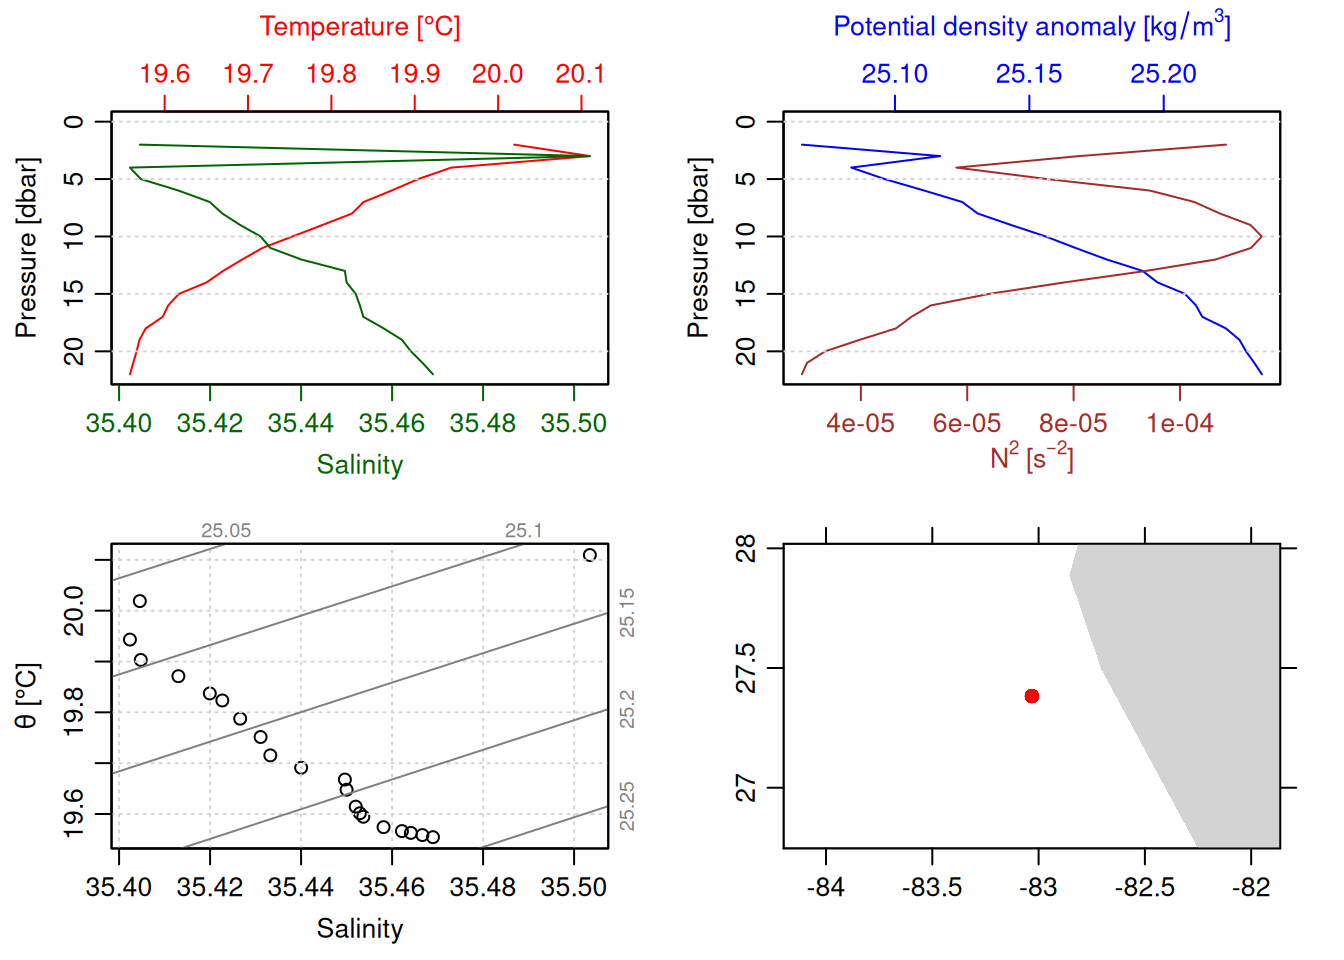 Temperature [°C]
19.6 19.7 19.8 19.9 20.0 20.1
Pressure [dbar]
0
5
10
15
20
35.40 35.42 35.44 35.46 35.48 35.50
Salinity
Potential density anomaly [kg/m³]
25.10 25.15 25.20
Pressure [dbar]
0
5
10
15
20
4e-05 6e-05 8e-05 1e-04
N² [s⁻²]
25.05 25.1
θ [°C]
20.0
19.8
19.6
25.15
25.2
25.25
35.40 35.42 35.44 35.46 35.48 35.50
Salinity
28
27.5
27
-84 -83.5 -83 -82.5 -82